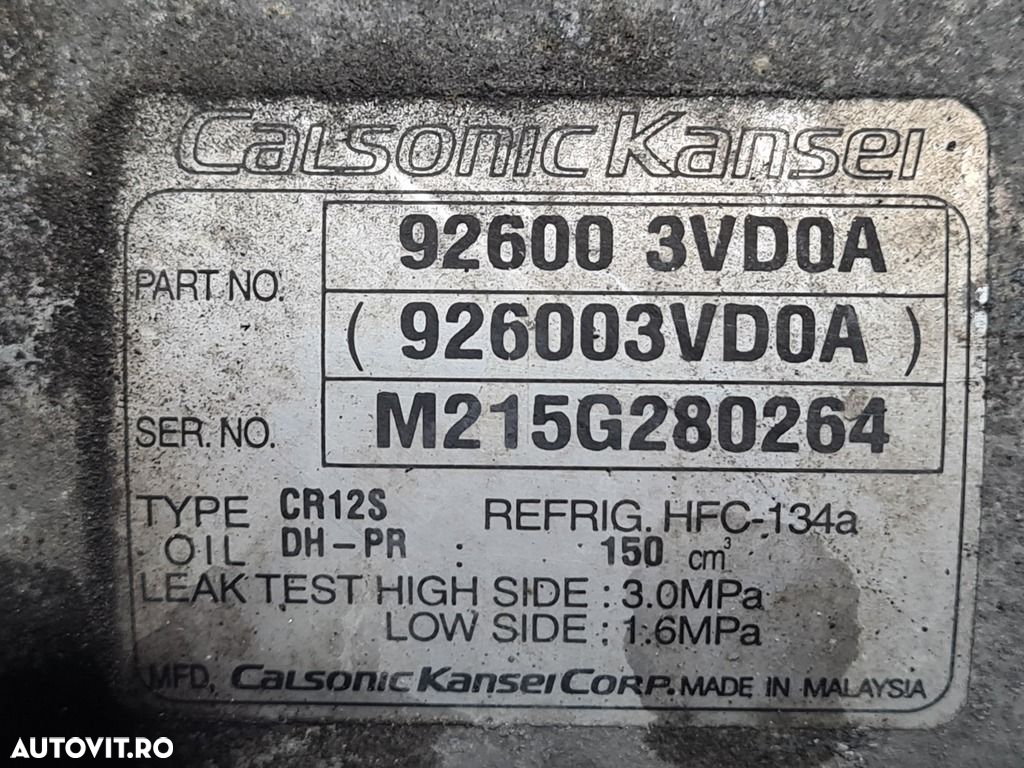 CALSONIC KANSEI
PART NO. 92600 3VD0A
( 926003VD0A )
SER. NO. M215G280264
TYPE CR12S REFRIG. HFC-134a
OIL DH-PR : 150 cm³
LEAK TEST HIGH SIDE : 3.0MPa
LOW SIDE : 1.6MPa
MFD. CALSONIC KANSEI CORP. MADE IN MALAYSIA
AUTOVIT.RO